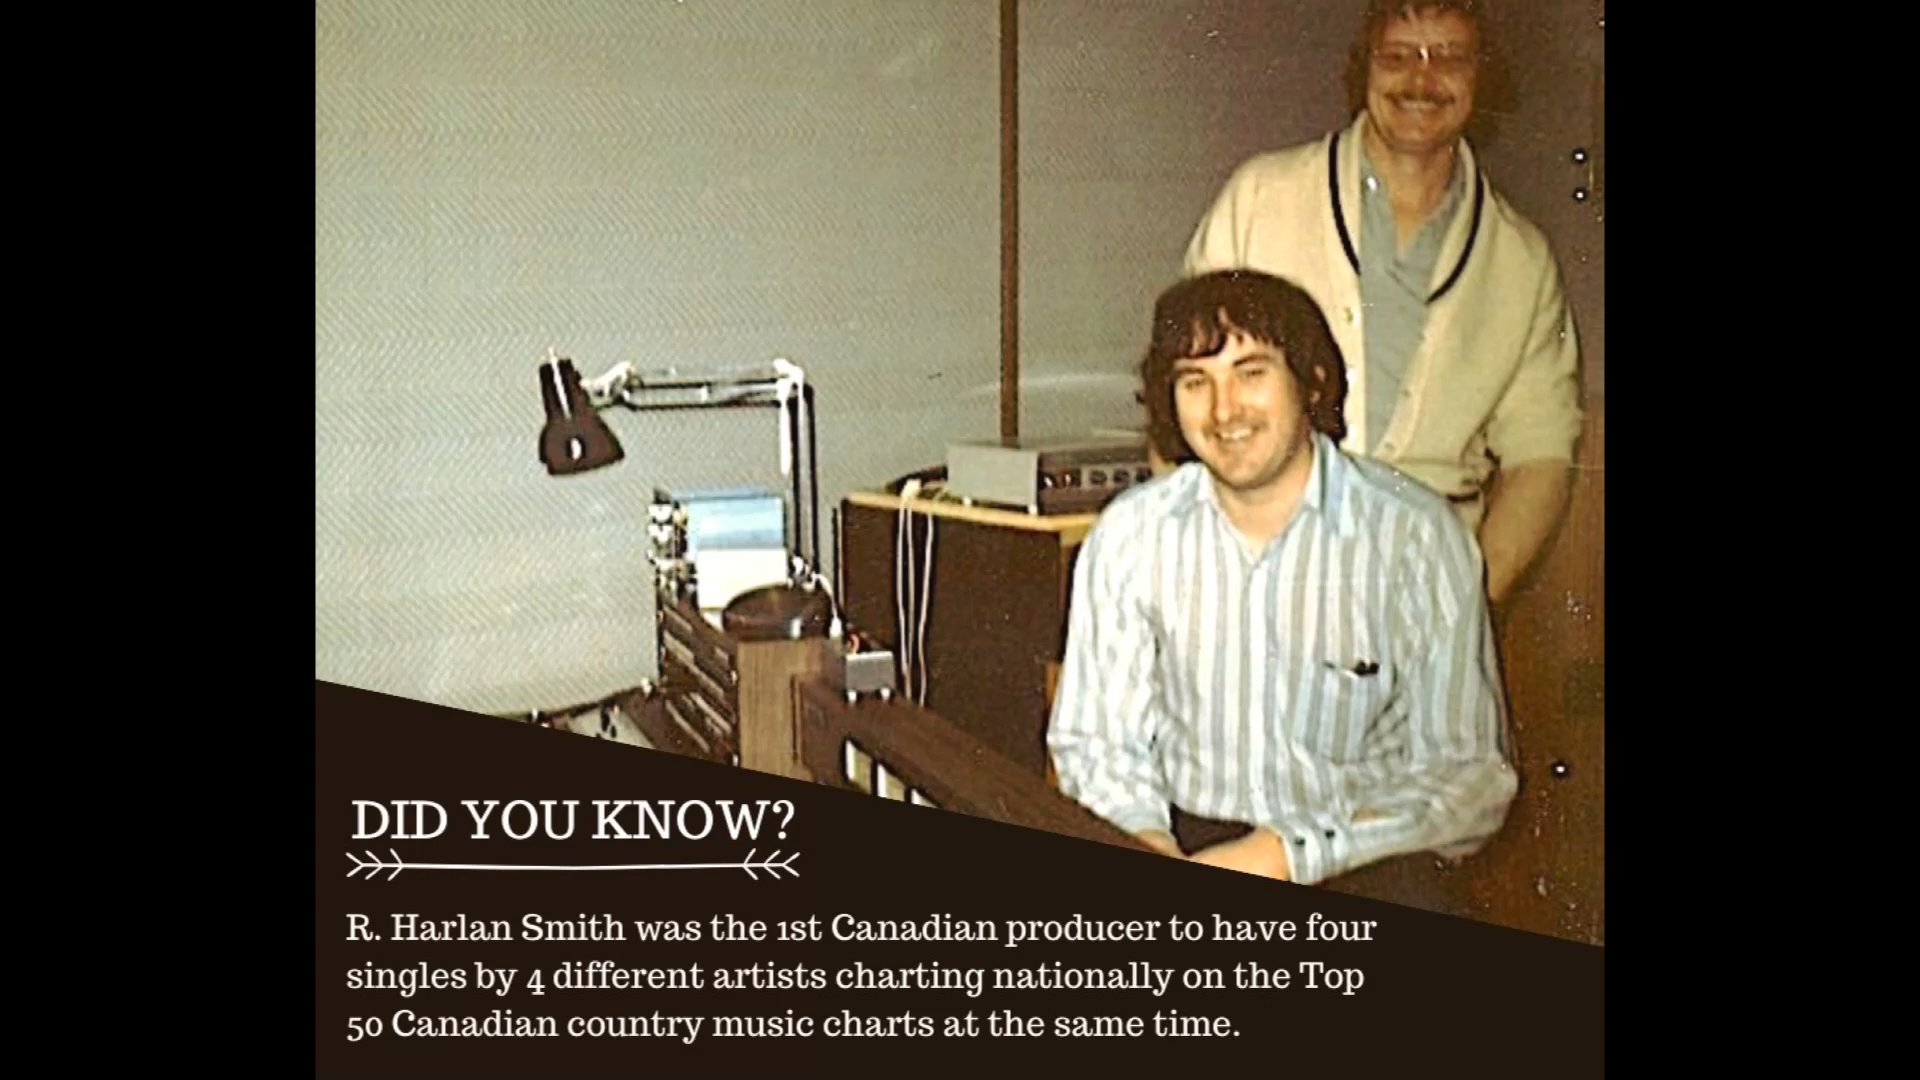 DID YOU KNOW?
R. Harlan Smith was the 1st Canadian producer to have four
singles by 4 different artists charting nationally on the Top
50 Canadian country music charts at the same time.